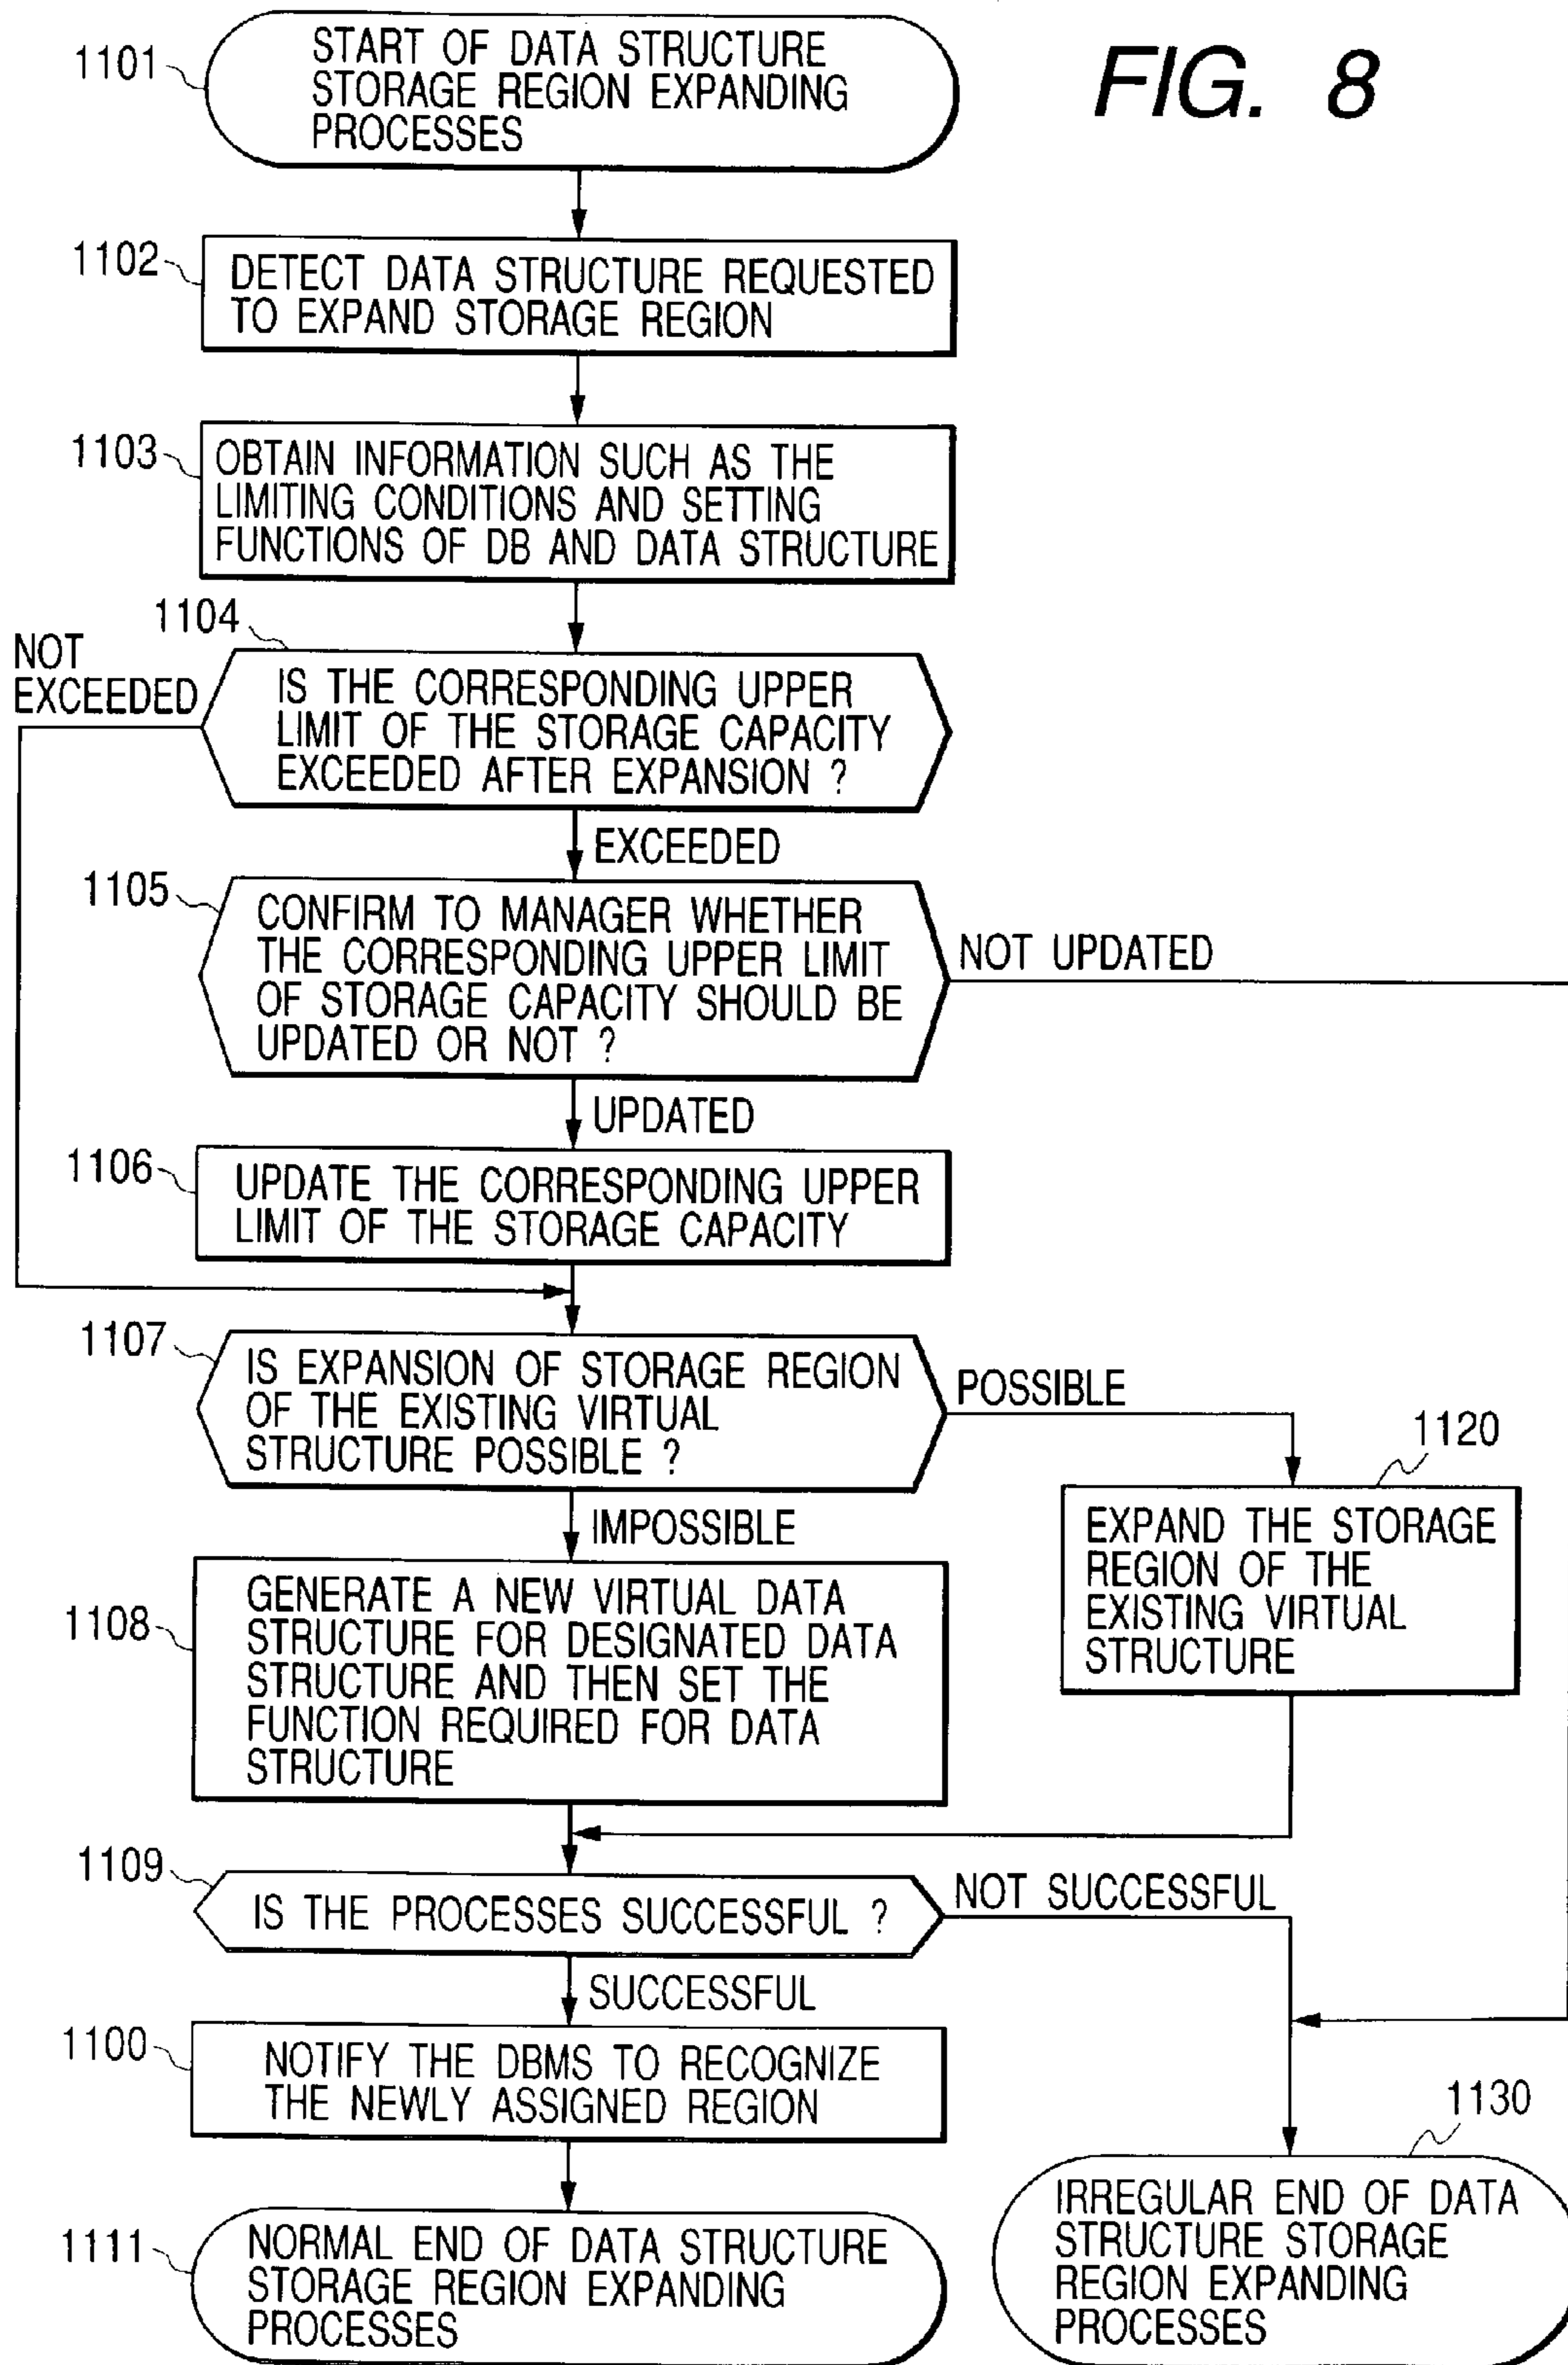 FIG. 8
1101
START OF DATA STRUCTURE
STORAGE REGION EXPANDING
PROCESSES
1102
DETECT DATA STRUCTURE REQUESTED
TO EXPAND STORAGE REGION
1103
OBTAIN INFORMATION SUCH AS THE
LIMITING CONDITIONS AND SETTING
FUNCTIONS OF DB AND DATA STRUCTURE
1104
NOT
EXCEEDED
IS THE CORRESPONDING UPPER
LIMIT OF THE STORAGE CAPACITY
EXCEEDED AFTER EXPANSION ?
EXCEEDED
1105
CONFIRM TO MANAGER WHETHER
THE CORRESPONDING UPPER LIMIT
OF STORAGE CAPACITY SHOULD BE
UPDATED OR NOT ?
NOT UPDATED
UPDATED
1106
UPDATE THE CORRESPONDING UPPER
LIMIT OF THE STORAGE CAPACITY
1107
IS EXPANSION OF STORAGE REGION
OF THE EXISTING VIRTUAL
STRUCTURE POSSIBLE ?
POSSIBLE
1120
EXPAND THE STORAGE
REGION OF THE
EXISTING VIRTUAL
STRUCTURE
IMPOSSIBLE
1108
GENERATE A NEW VIRTUAL DATA
STRUCTURE FOR DESIGNATED DATA
STRUCTURE AND THEN SET THE
FUNCTION REQUIRED FOR DATA
STRUCTURE
1109
IS THE PROCESSES SUCCESSFUL ?
NOT SUCCESSFUL
SUCCESSFUL
1100
NOTIFY THE DBMS TO RECOGNIZE
THE NEWLY ASSIGNED REGION
1111
NORMAL END OF DATA STRUCTURE
STORAGE REGION EXPANDING
PROCESSES
1130
IRREGULAR END OF DATA
STRUCTURE STORAGE
REGION EXPANDING
PROCESSES